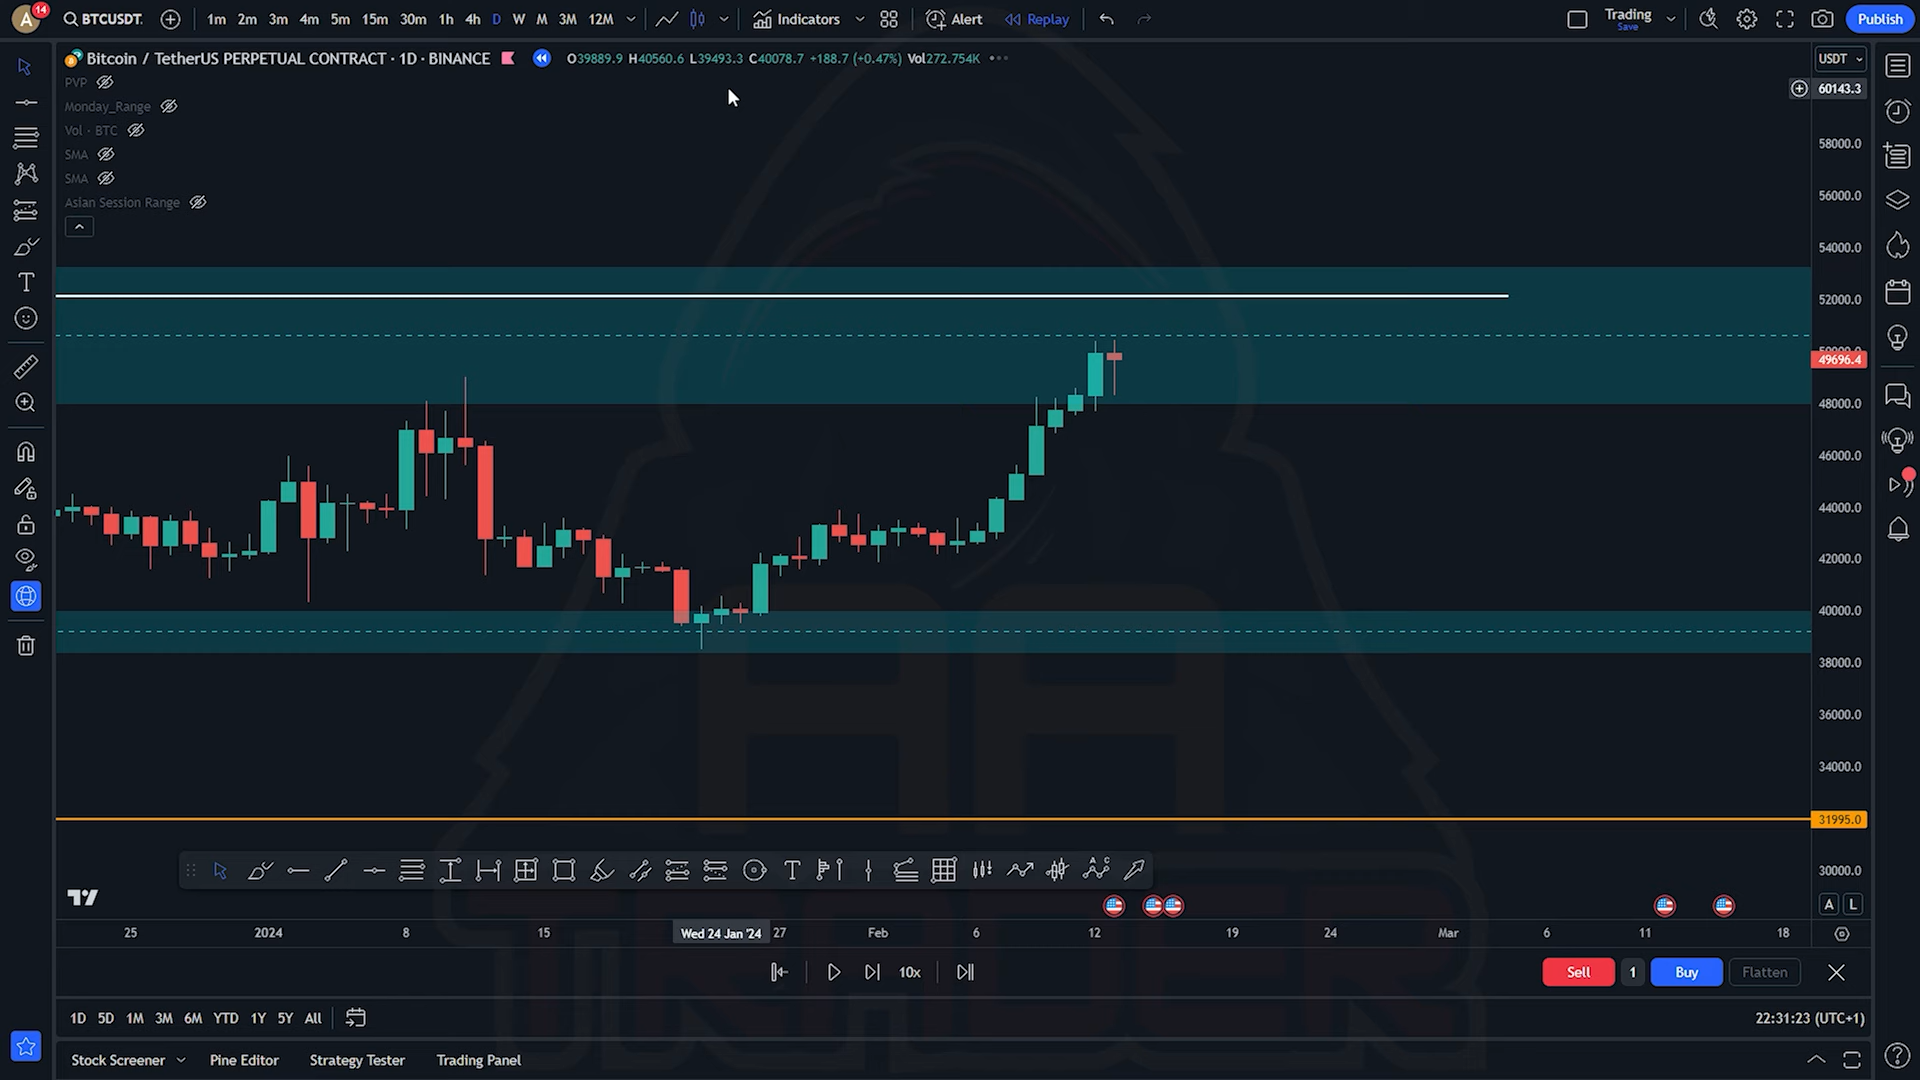 A 14 BTCUSDT. 1m 2m 3m 4m 5m 15m 30m 1h 4h D W M 3M 12M Indicators Alert Replay Trading Save Publish
Bitcoin / TetherUS PERPETUAL CONTRACT · 1D · BINANCE O39889.9 H40560.6 L39493.3 C40078.7 +188.7 (+0.47%) Vol272.754K USDT
PVP
60143.3
Monday_Range
Vol · BTC
58000.0
SMA
SMA
56000.0
Asian Session Range
54000.0
52000.0
49696.4
48000.0
46000.0
44000.0
42000.0
40000.0
38000.0
36000.0
34000.0
31995.0
30000.0
A L
25 2024 8 15 Wed 24 Jan '24 27 Feb 6 12 19 24 Mar 6 11 18
10x Sell 1 Buy Flatten
1D 5D 1M 3M 6M YTD 1Y 5Y All 22:31:23 (UTC+1)
Stock Screener Pine Editor Strategy Tester Trading Panel
AA
TRADER